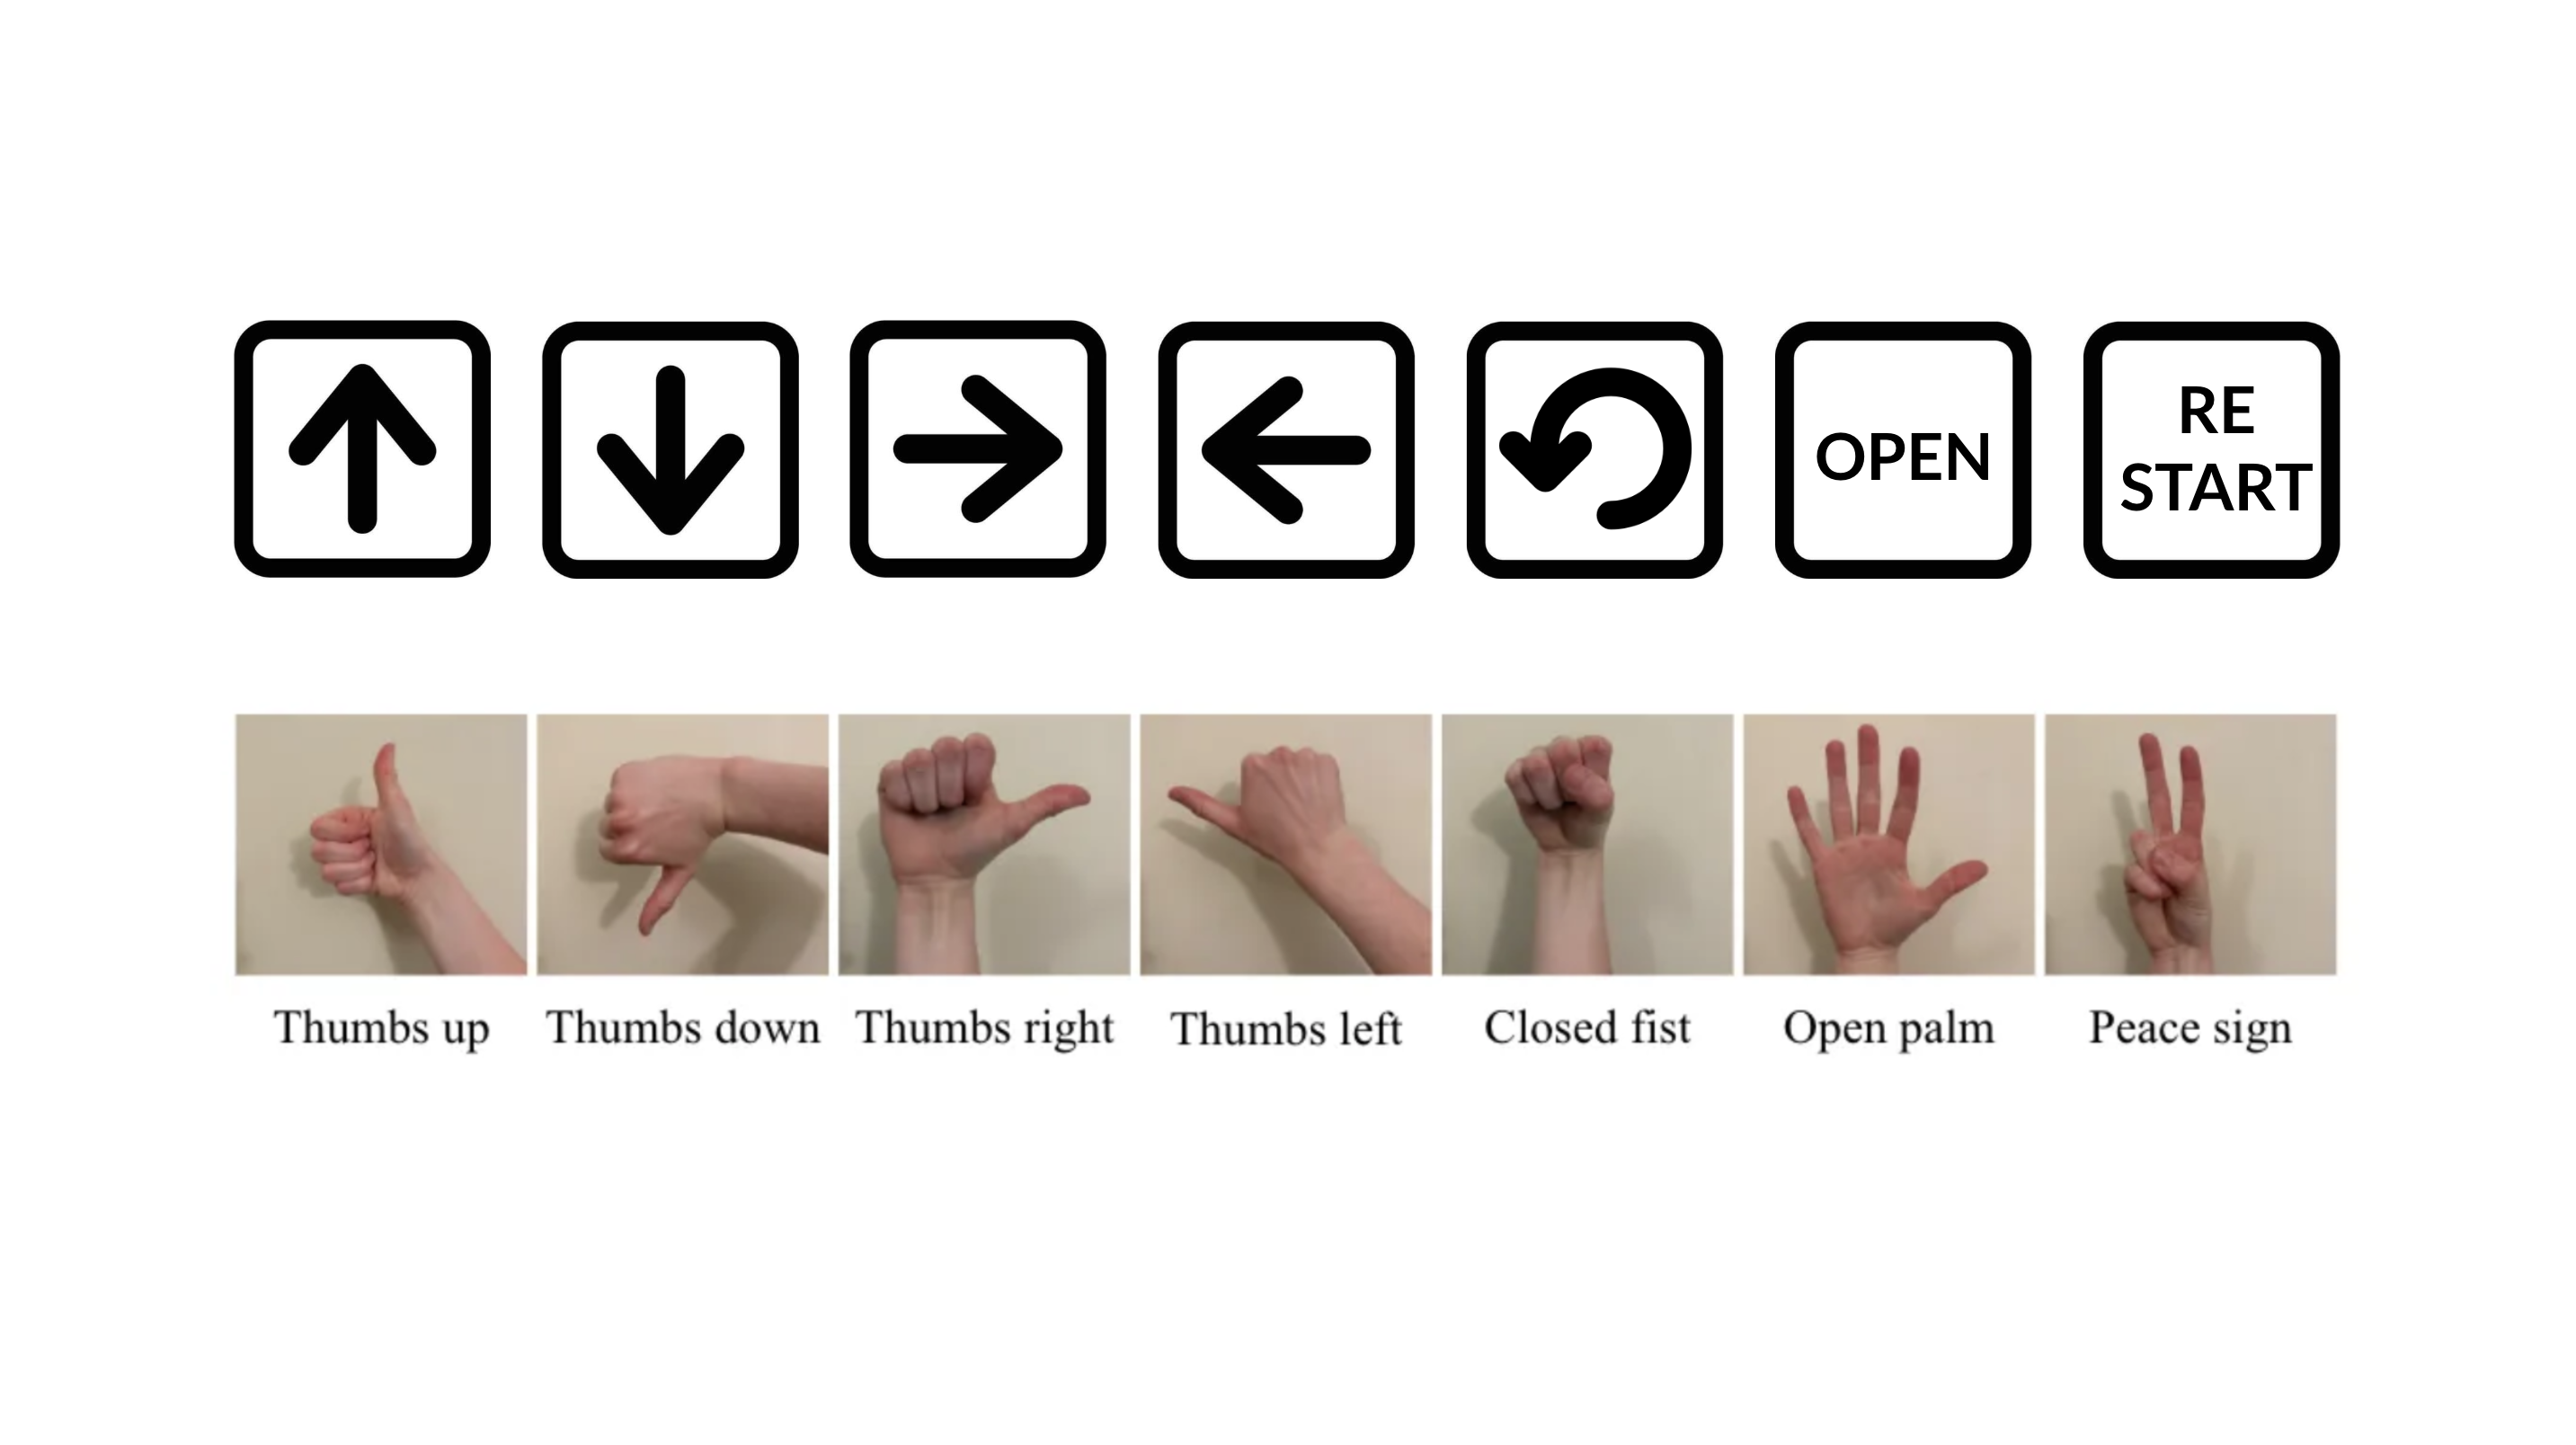 OPEN
RE
START
Thumbs up
Thumbs down
Thumbs right
Thumbs left
Closed fist
Open palm
Peace sign